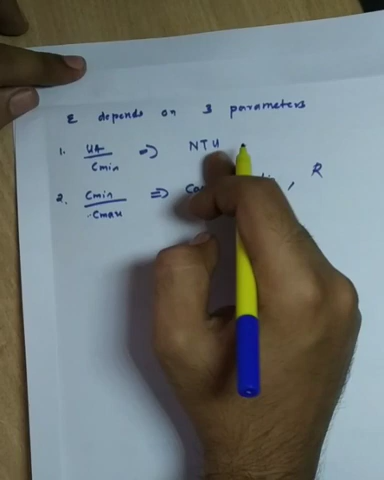 ε depends on 3 parameters
1. UA / Cmin => NTU
2. Cmin / Cmax => , R